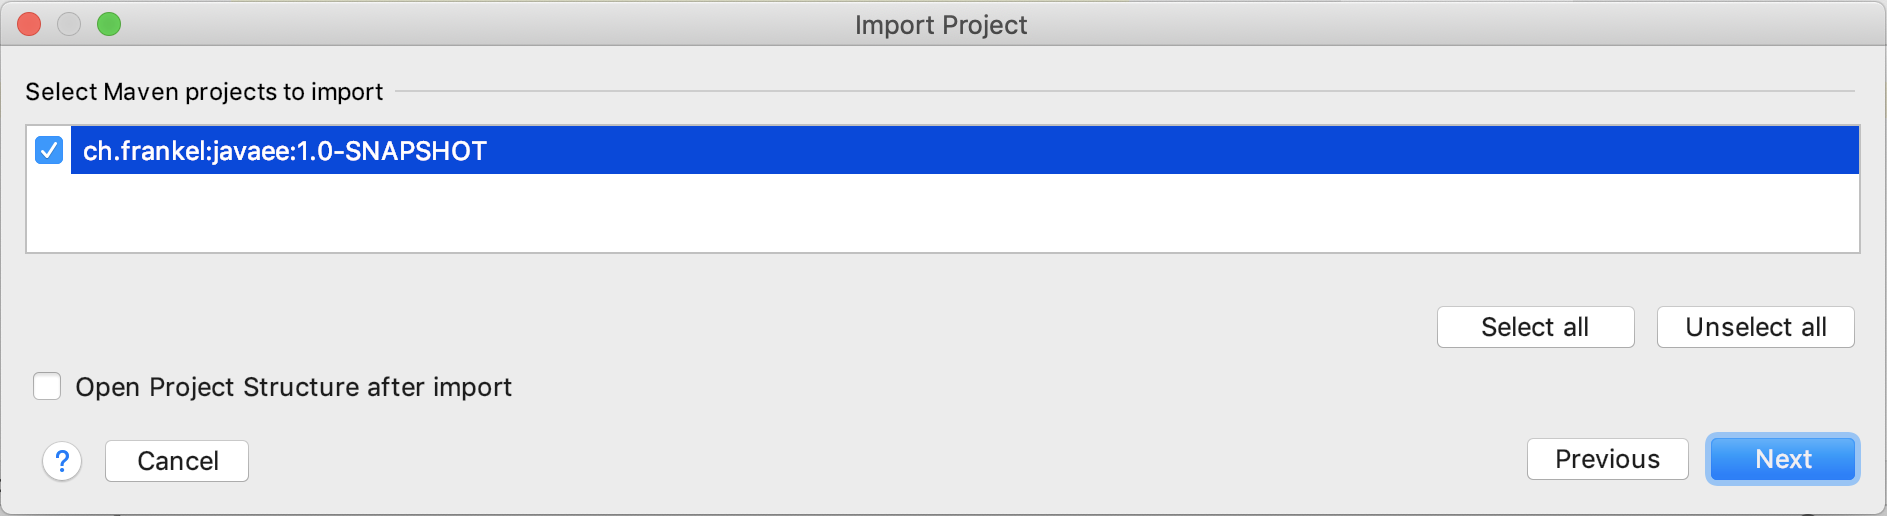 Import Project
Select Maven projects to import
ch.frankel:javaee:1.0-SNAPSHOT
Select all
Unselect all
Open Project Structure after import
?
Cancel
Previous
Next